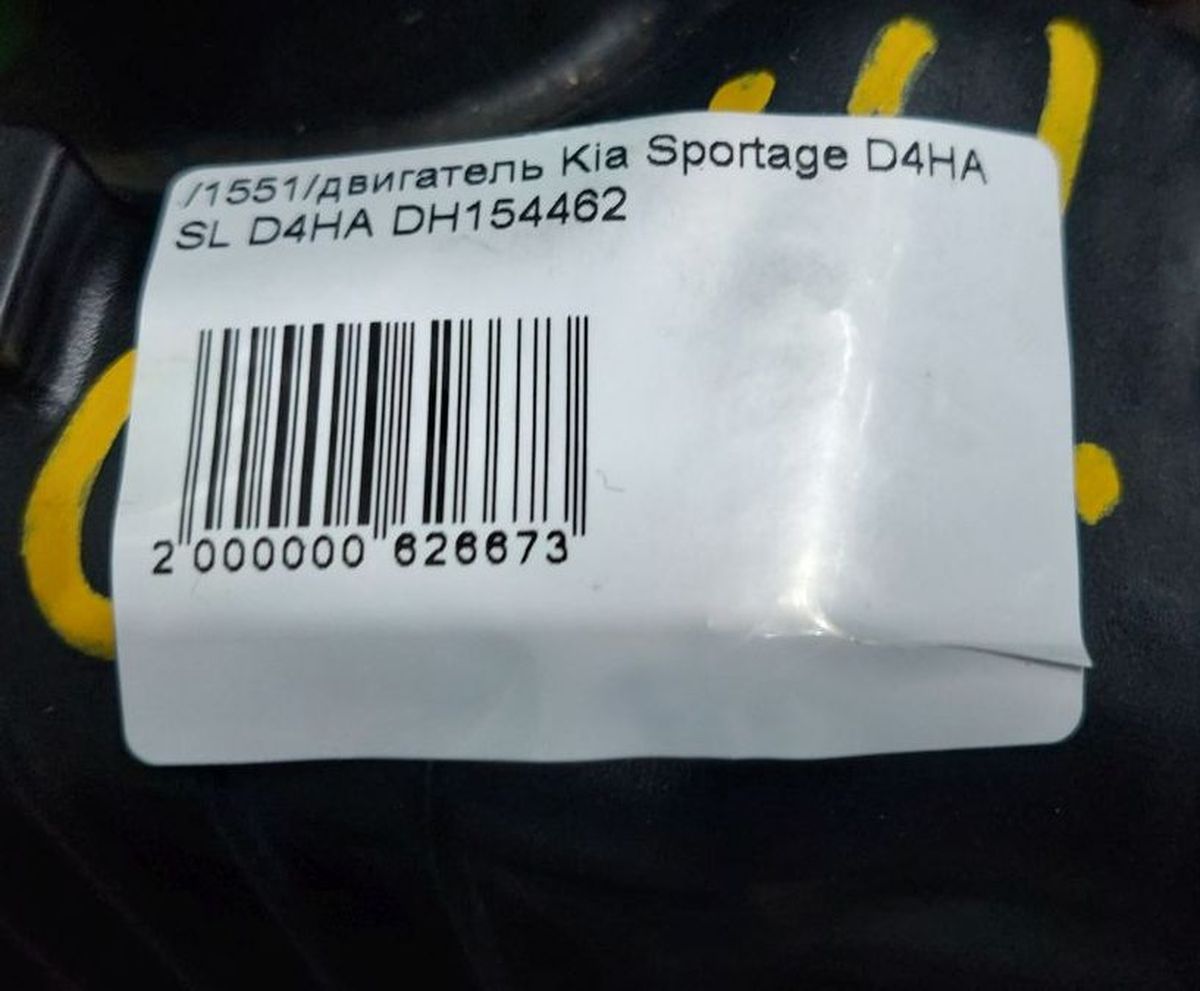 /1551/двигатель Kia Sportage D4HA
SL D4HA DH154462
2 000000 626673